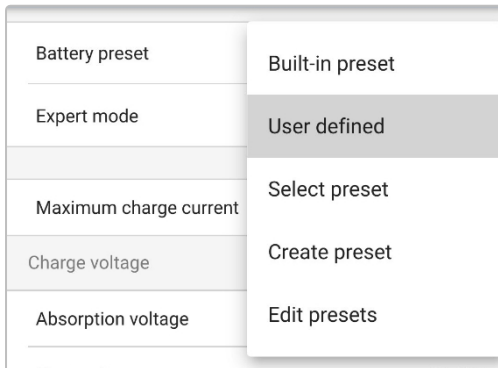 Battery preset
Expert mode
Maximum charge current
Charge voltage
Absorption voltage
Built-in preset
User defined
Select preset
Create preset
Edit presets